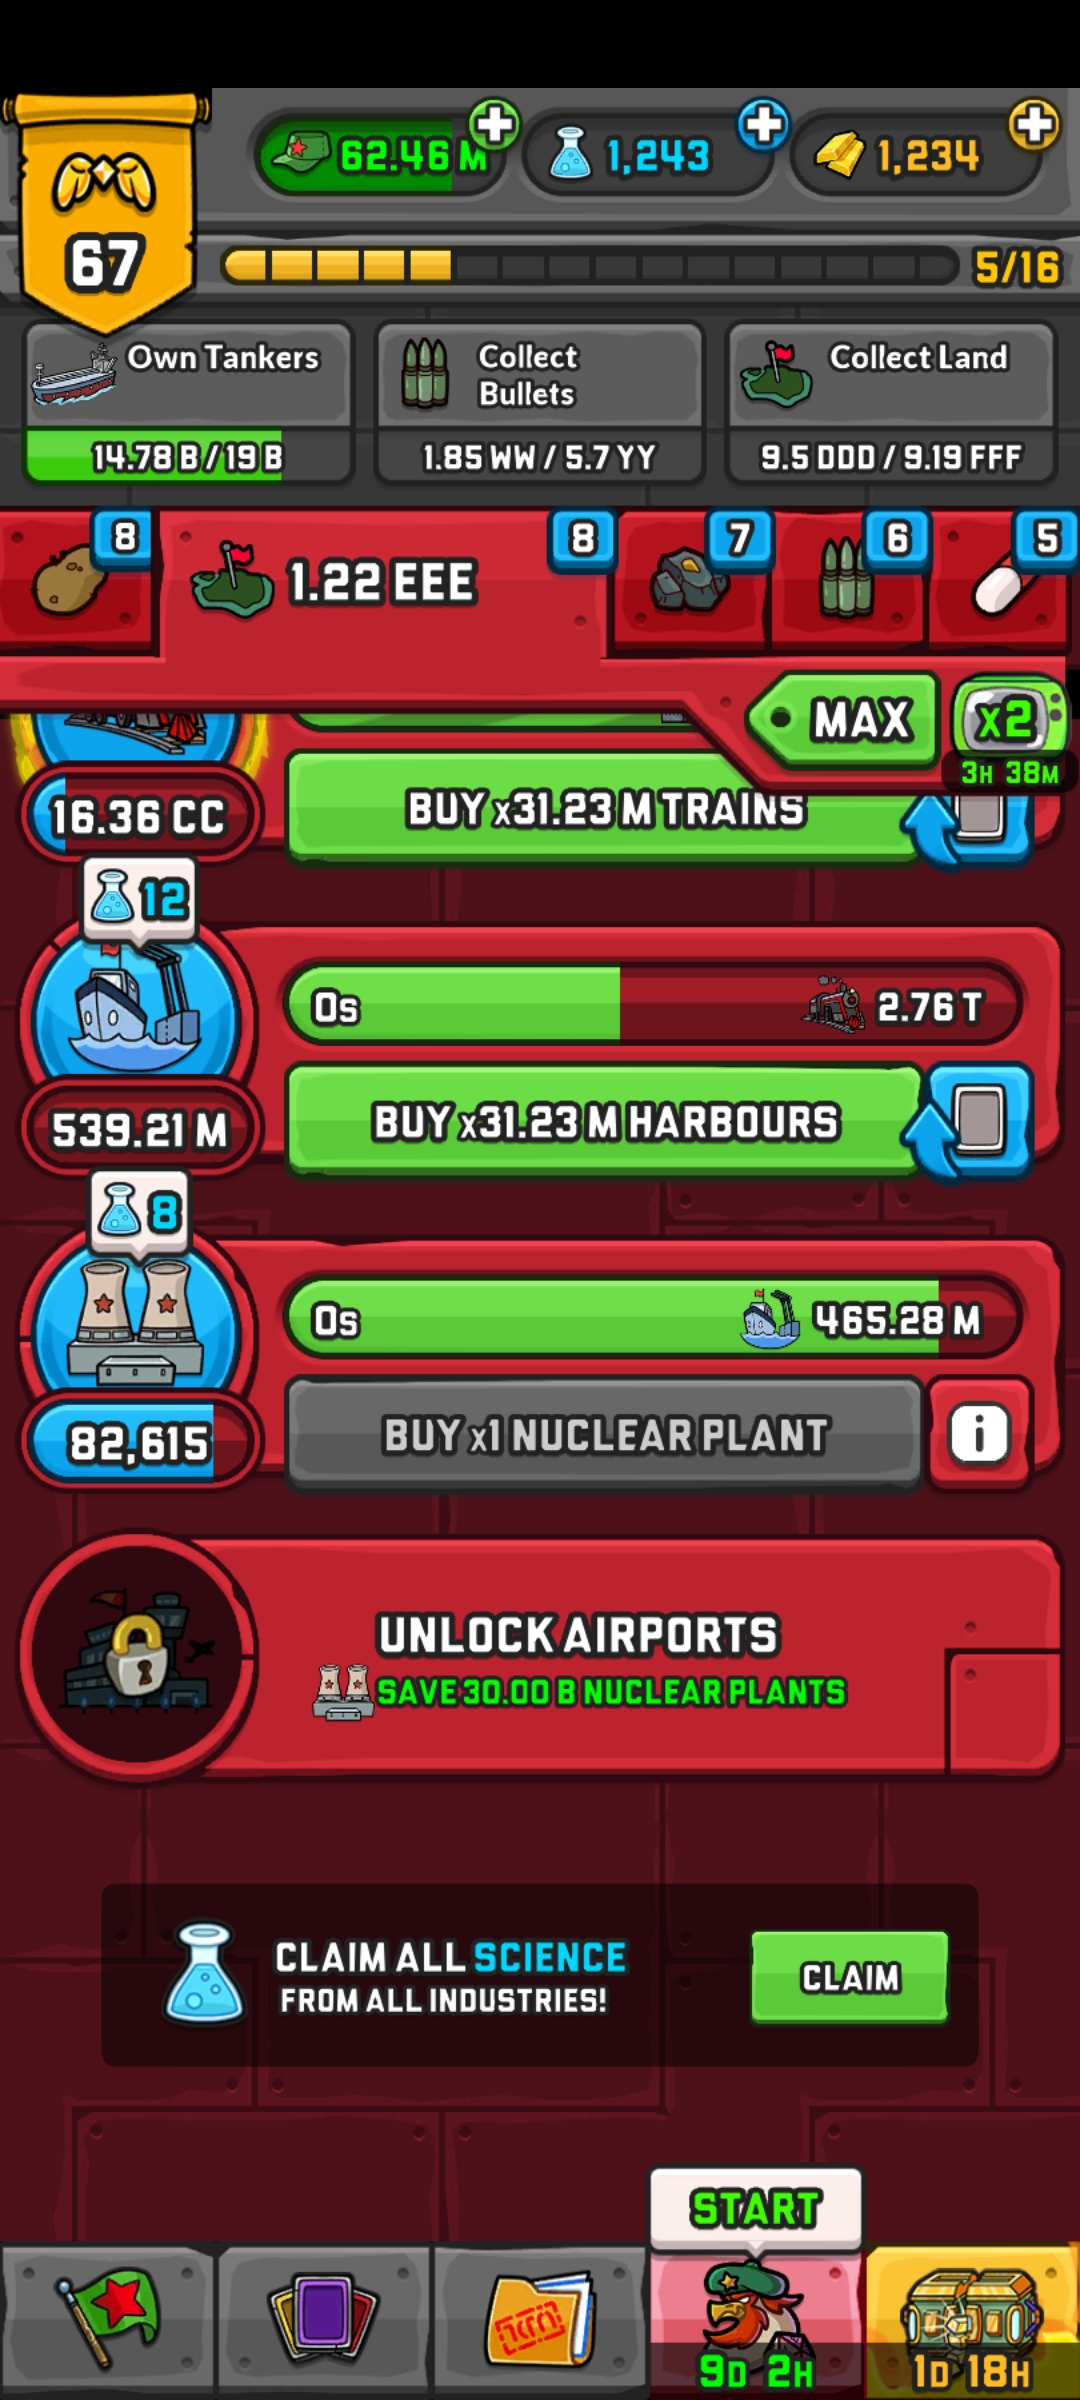 62.46 M
1,243
1,234
67
5/16
Own Tankers
14.78 B / 19 B
Collect
Bullets
1.85 WW / 5.7 YY
Collect Land
9.5 DDD / 9.19 FFF
8
1.22 EEE
8
7
6
5
MAX
x2
3H 38M
16.36 CC
BUY x31.23 M TRAINS
12
0s
2.76 T
539.21 M
BUY x31.23 M HARBOURS
8
0s
465.28 M
82,615
BUY x1 NUCLEAR PLANT
i
UNLOCK AIRPORTS
SAVE 30.00 B NUCLEAR PLANTS
CLAIM ALL SCIENCE
FROM ALL INDUSTRIES!
CLAIM
START
9D 2H
1D 18H